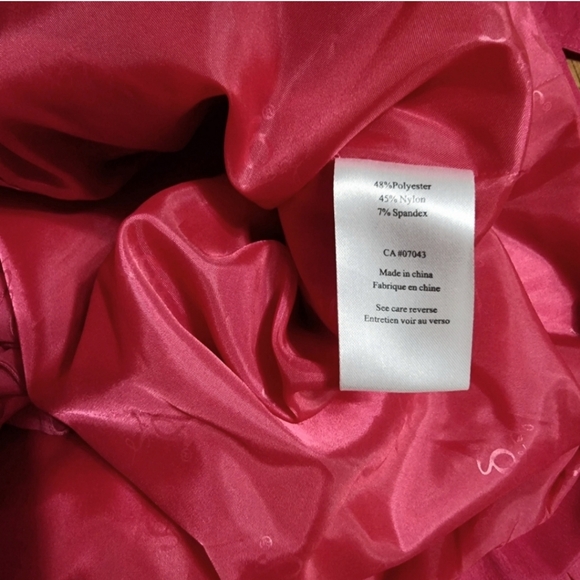 48%Polyester
45% Nylon
7% Spandex
CA #07043
Made in china
Fabrique en chine
See care reverse
Entretien voir au verso